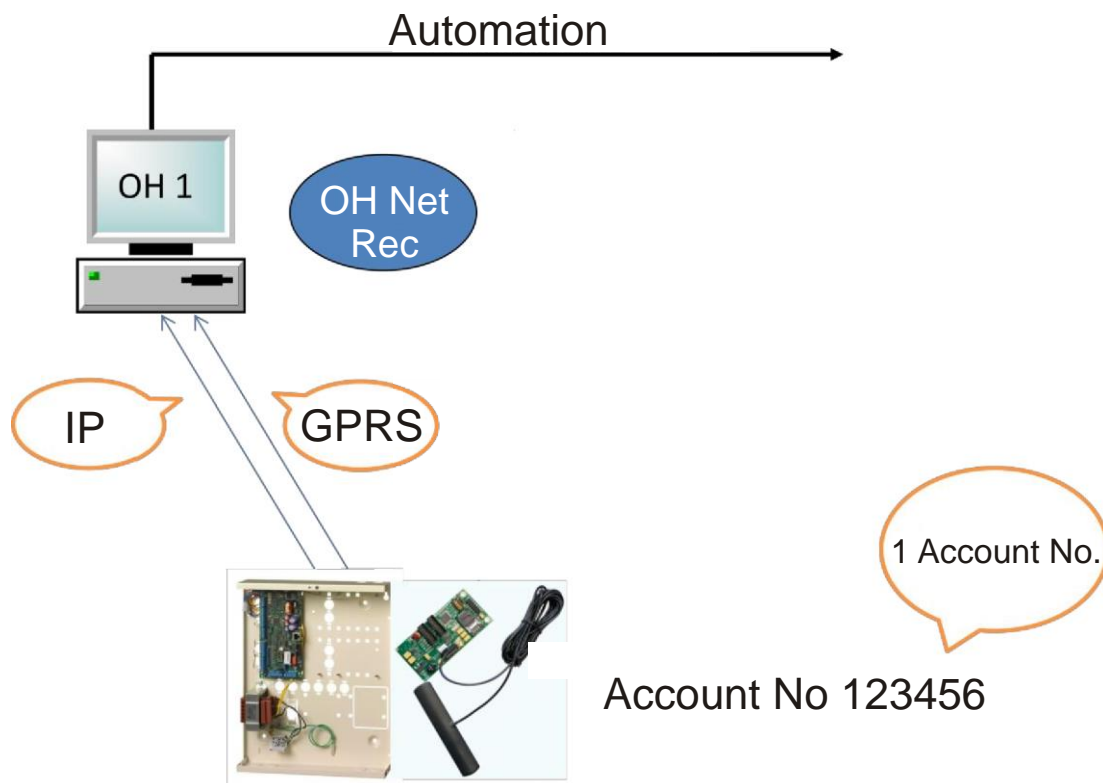 Automation
OH 1
OH Net
Rec
IP
GPRS
1 Account No.
Account No 123456